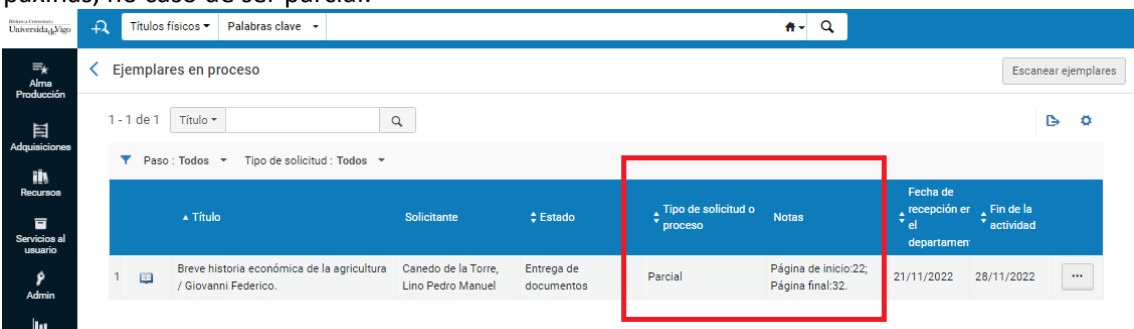 páxinas, no caso de ser parcial.
Biblioteca Universitaria
Universida_deVigo
Títulos físicos
Palabras clave
Alma
Producción
Adquisiciones
Recursos
Servicios al
usuario
Admin
Ejemplares en proceso
Escanear ejemplares
1 - 1 de 1
Título
Paso : Todos
Tipo de solicitud : Todos
Título
Solicitante
Estado
Tipo de solicitud o
proceso
Notas
Fecha de
recepción en
el
departamen
Fin de la
actividad
1
Breve historia económica de la agricultura
/ Giovanni Federico.
Canedo de la Torre,
Lino Pedro Manuel
Entrega de
documentos
Parcial
Página de inicio:22;
Página final:32.
21/11/2022
28/11/2022